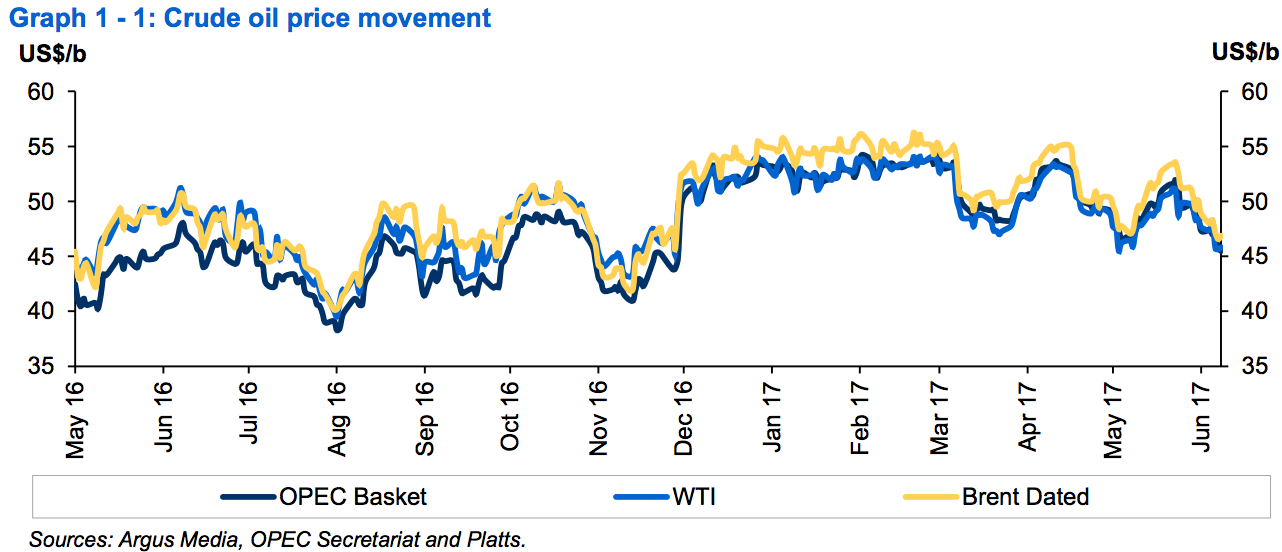 Graph 1 - 1: Crude oil price movement
US$/b US$/b
60 60
55 55
50 50
45 45
40 40
35 35
May 16 Jun 16 Jul 16 Aug 16 Sep 16 Oct 16 Nov 16 Dec 16 Jan 17 Feb 17 Mar 17 Apr 17 May 17 Jun 17
OPEC Basket WTI Brent Dated
Sources: Argus Media, OPEC Secretariat and Platts.